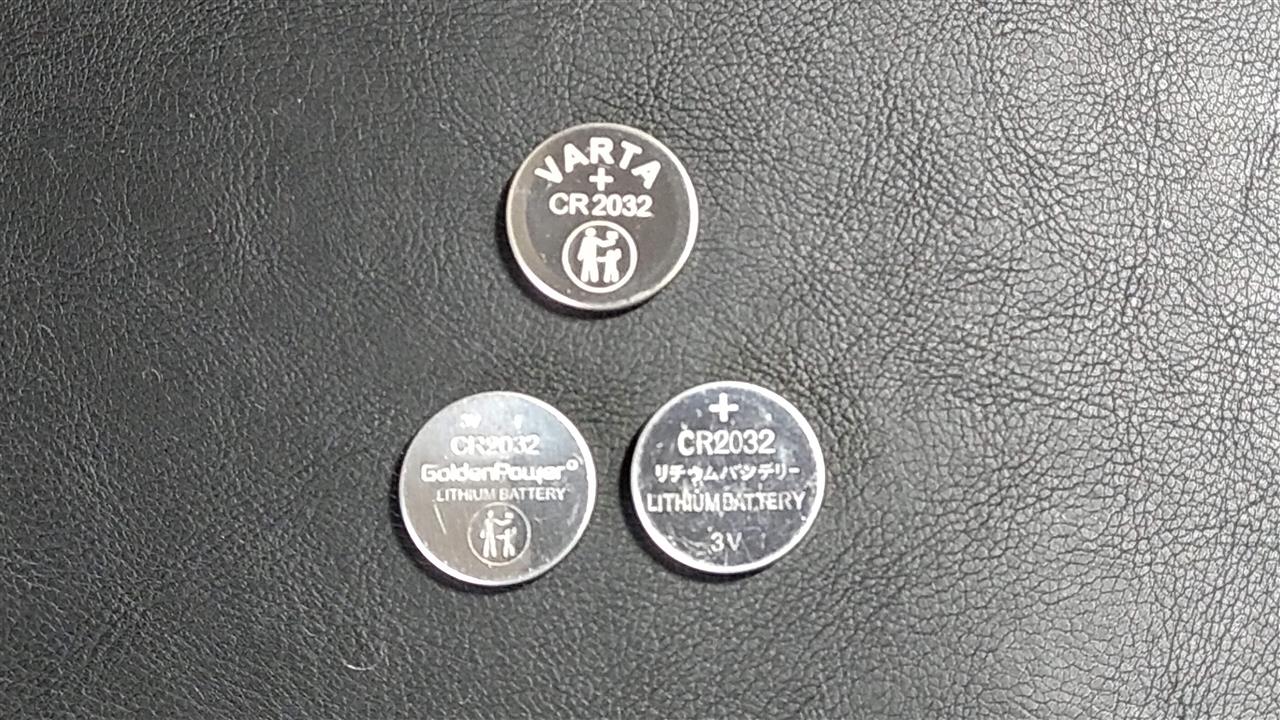 VARTA
+
CR2032
3V
CR2032
GoldenPower®
LITHIUM BATTERY
+
CR2032
リチウムバッテリー
LITHIUM BATTERY
3V